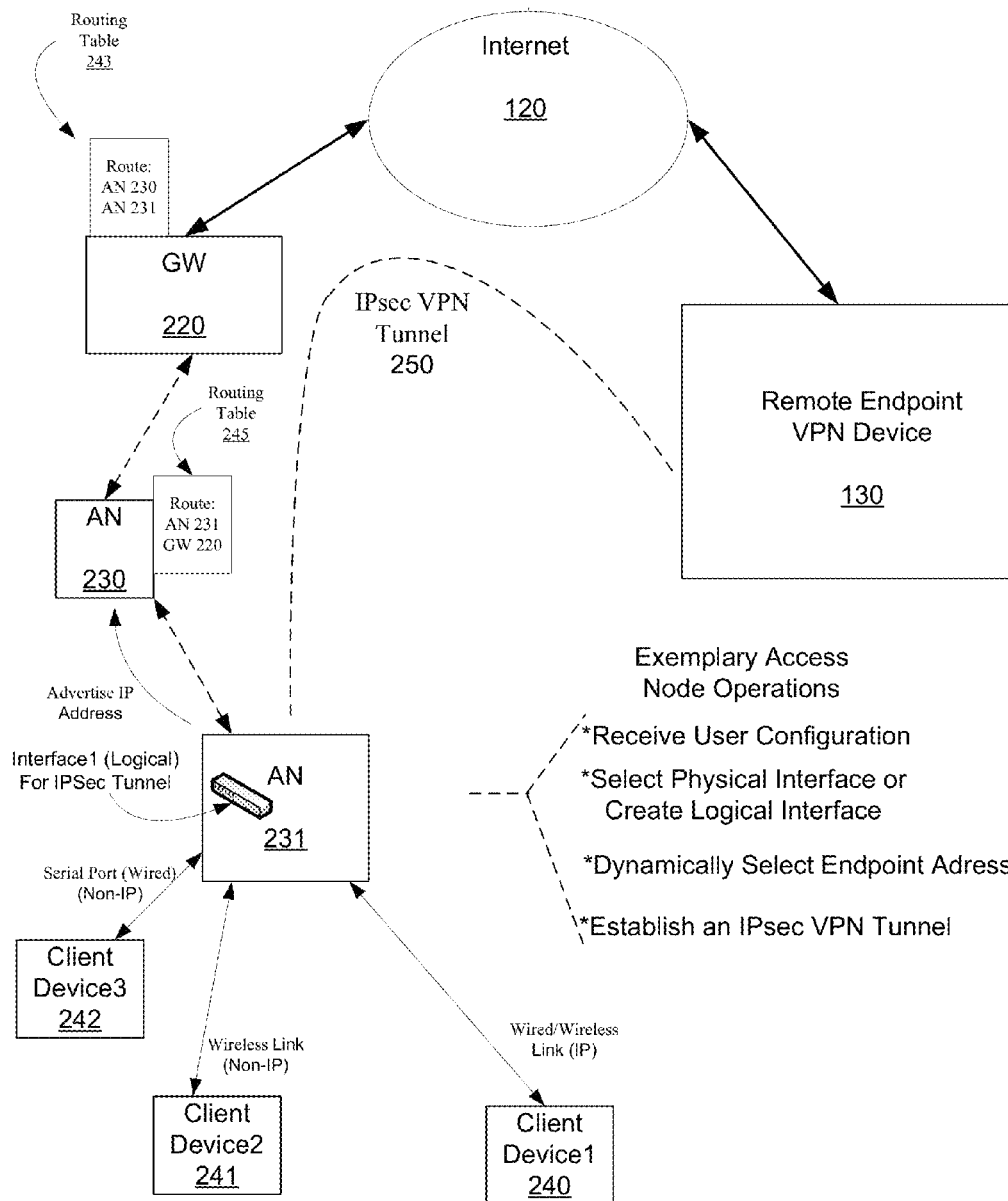 Routing
Table
243
Internet
120
Route:
AN 230
AN 231
GW
220
IPsec VPN
Tunnel
250
Remote Endpoint
VPN Device
130
Routing
Table
245
AN
230
Route:
AN 231
GW 220
Advertise IP
Address
Interface1 (Logical)
For IPSec Tunnel
AN
231
Exemplary Access
Node Operations
*Receive User Configuration
*Select Physical Interface or
Create Logical Interface
*Dynamically Select Endpoint Adress
*Establish an IPsec VPN Tunnel
Serial Port (Wired)
(Non-IP)
Client
Device3
242
Wireless Link
(Non-IP)
Wired/Wireless
Link (IP)
Client
Device2
241
Client
Device1
240